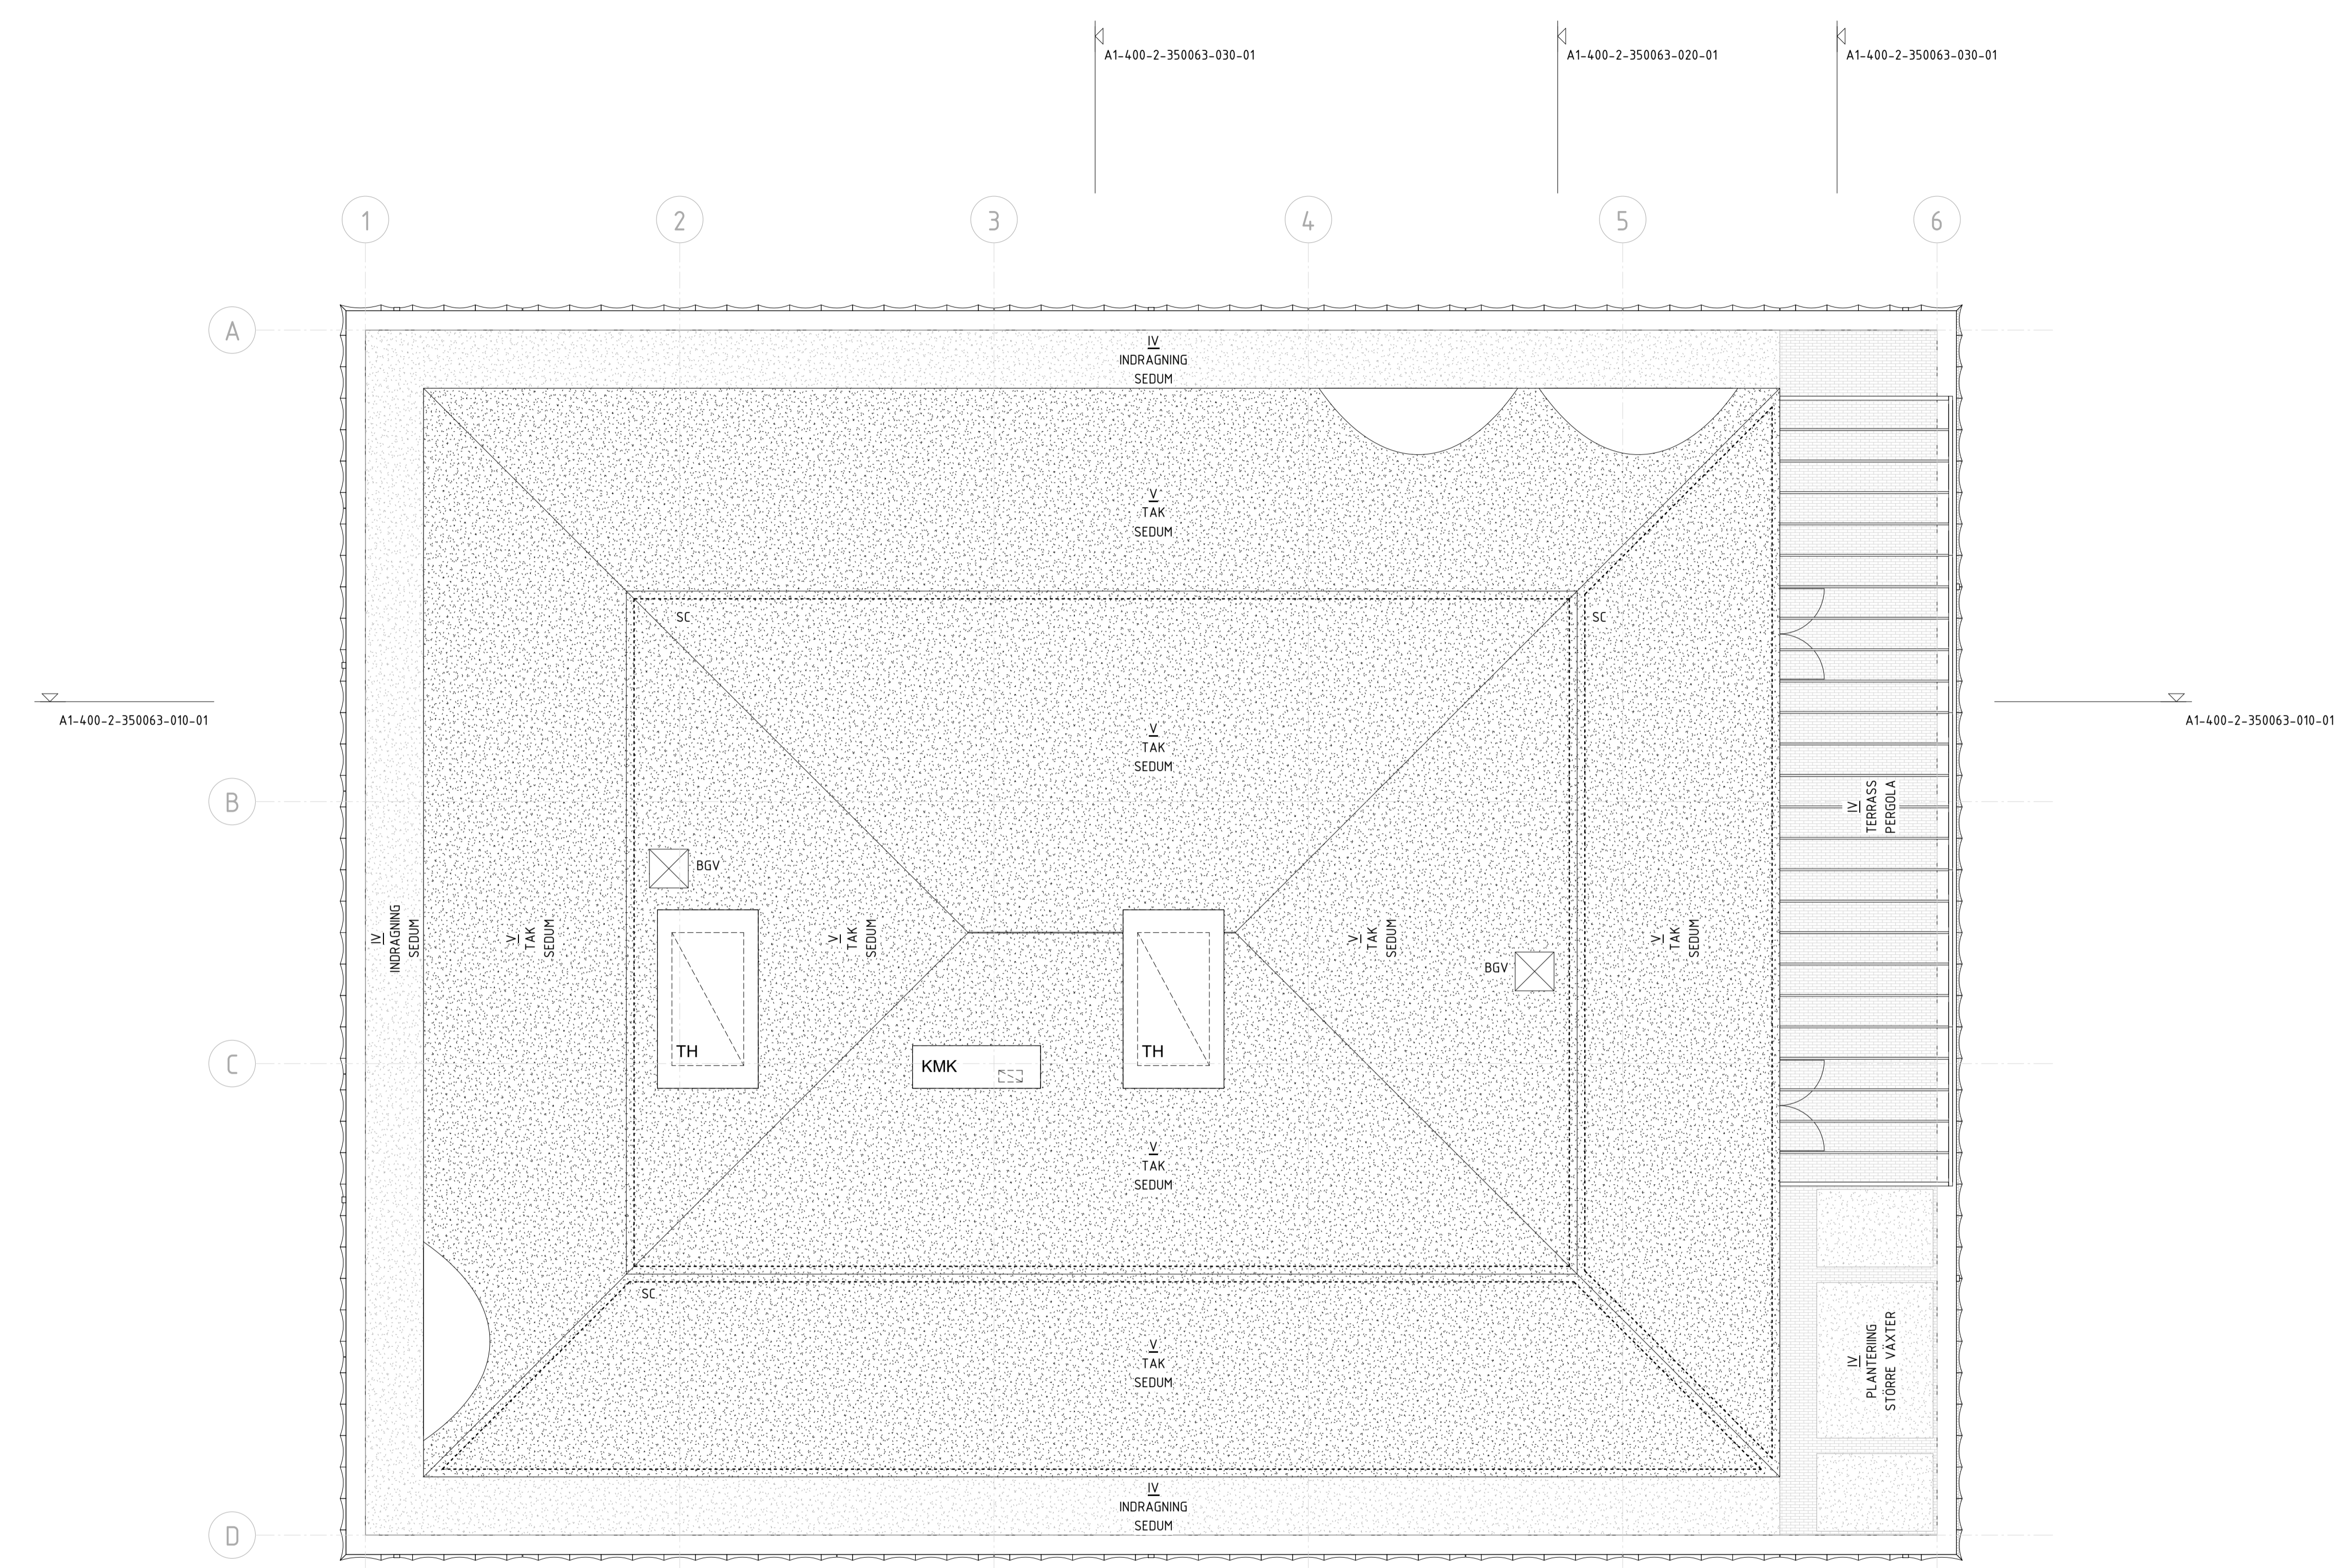 A1-400-2-350063-030-01
A1-400-2-350063-020-01
A1-400-2-350063-030-01
1
2
3
4
5
6
A
IV
INDRAGNING
SEDUM
V
TAK
SEDUM
SC
SC
A1-400-2-350063-010-01
A1-400-2-350063-010-01
V
TAK
SEDUM
B
IV
TERRASS
PERGOLA
BGV
IV
INDRAGNING
SEDUM
V
TAK
SEDUM
V
TAK
SEDUM
V
TAK
SEDUM
V
TAK
SEDUM
BGV
C
TH
KMK
TH
V
TAK
SEDUM
SC
V
TAK
SEDUM
IV
PLANTERING
STÖRRE VÄXTER
IV
INDRAGNING
SEDUM
D